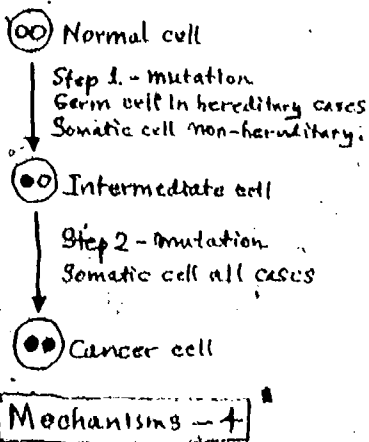 Normal cell
Step 1. - mutation
Germ cell in hereditary cases
Somatic cell non-hereditary.
Intermediate cell
Step 2 - mutation
Somatic cell all cases
Cancer cell
Mechanisms - 4